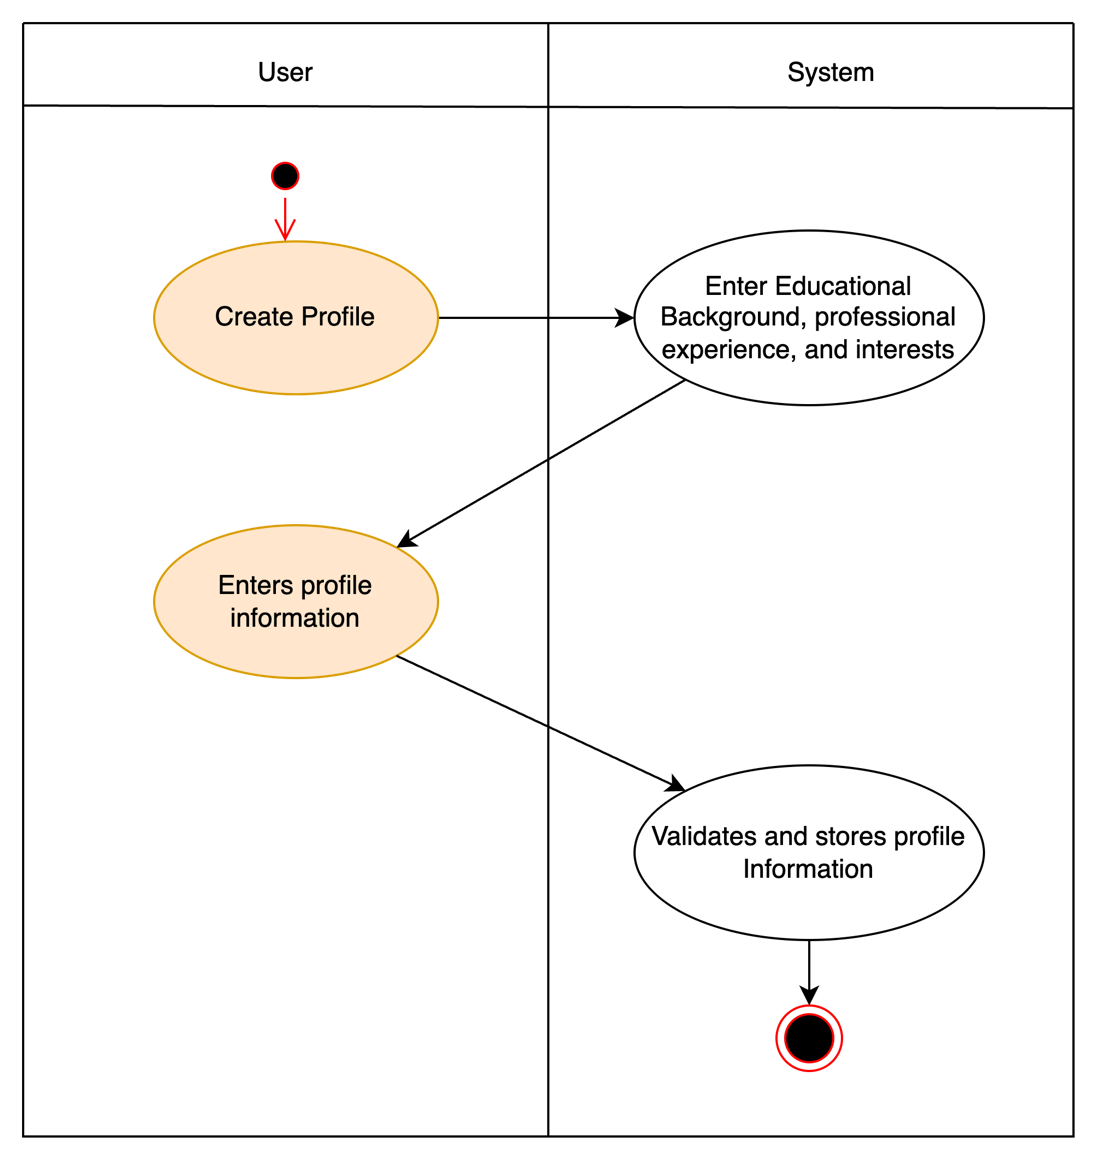 User
System
Create Profile
Enter Educational
Background, professional
experience, and interests
Enters profile
information
Validates and stores profile
Information